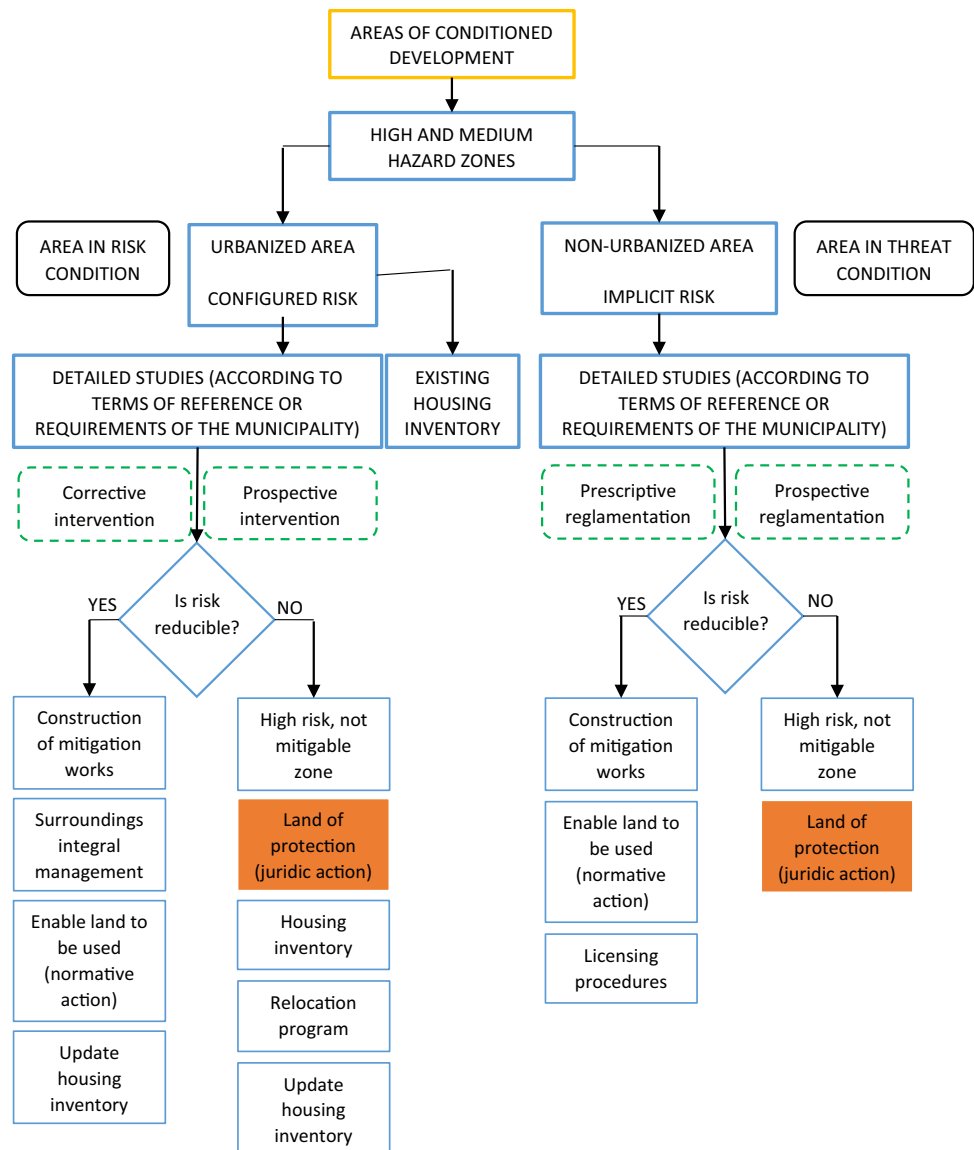 AREAS OF CONDITIONED
DEVELOPMENT
HIGH AND MEDIUM
HAZARD ZONES
AREA IN RISK
CONDITION
URBANIZED AREA
CONFIGURED RISK
NON-URBANIZED AREA
IMPLICIT RISK
AREA IN THREAT
CONDITION
DETAILED STUDIES (ACCORDING TO
TERMS OF REFERENCE OR
REQUIREMENTS OF THE MUNICIPALITY)
EXISTING
HOUSING
INVENTORY
DETAILED STUDIES (ACCORDING TO
TERMS OF REFERENCE OR
REQUIREMENTS OF THE MUNICIPALITY)
Corrective
intervention
Prospective
intervention
Prescriptive
reglamentation
Prospective
reglamentation
YES
Is risk
reducible?
NO
YES
Is risk
reducible?
NO
Construction
of mitigation
works
Surroundings
integral
management
Enable land to
be used
(normative
action)
Update
housing
inventory
High risk, not
mitigable
zone
Land of
protection
(juridic action)
Housing
inventory
Relocation
program
Update
housing
inventory
Construction
of mitigation
works
Enable land to
be used
(normative
action)
Licensing
procedures
High risk, not
mitigable
zone
Land of
protection
(juridic action)